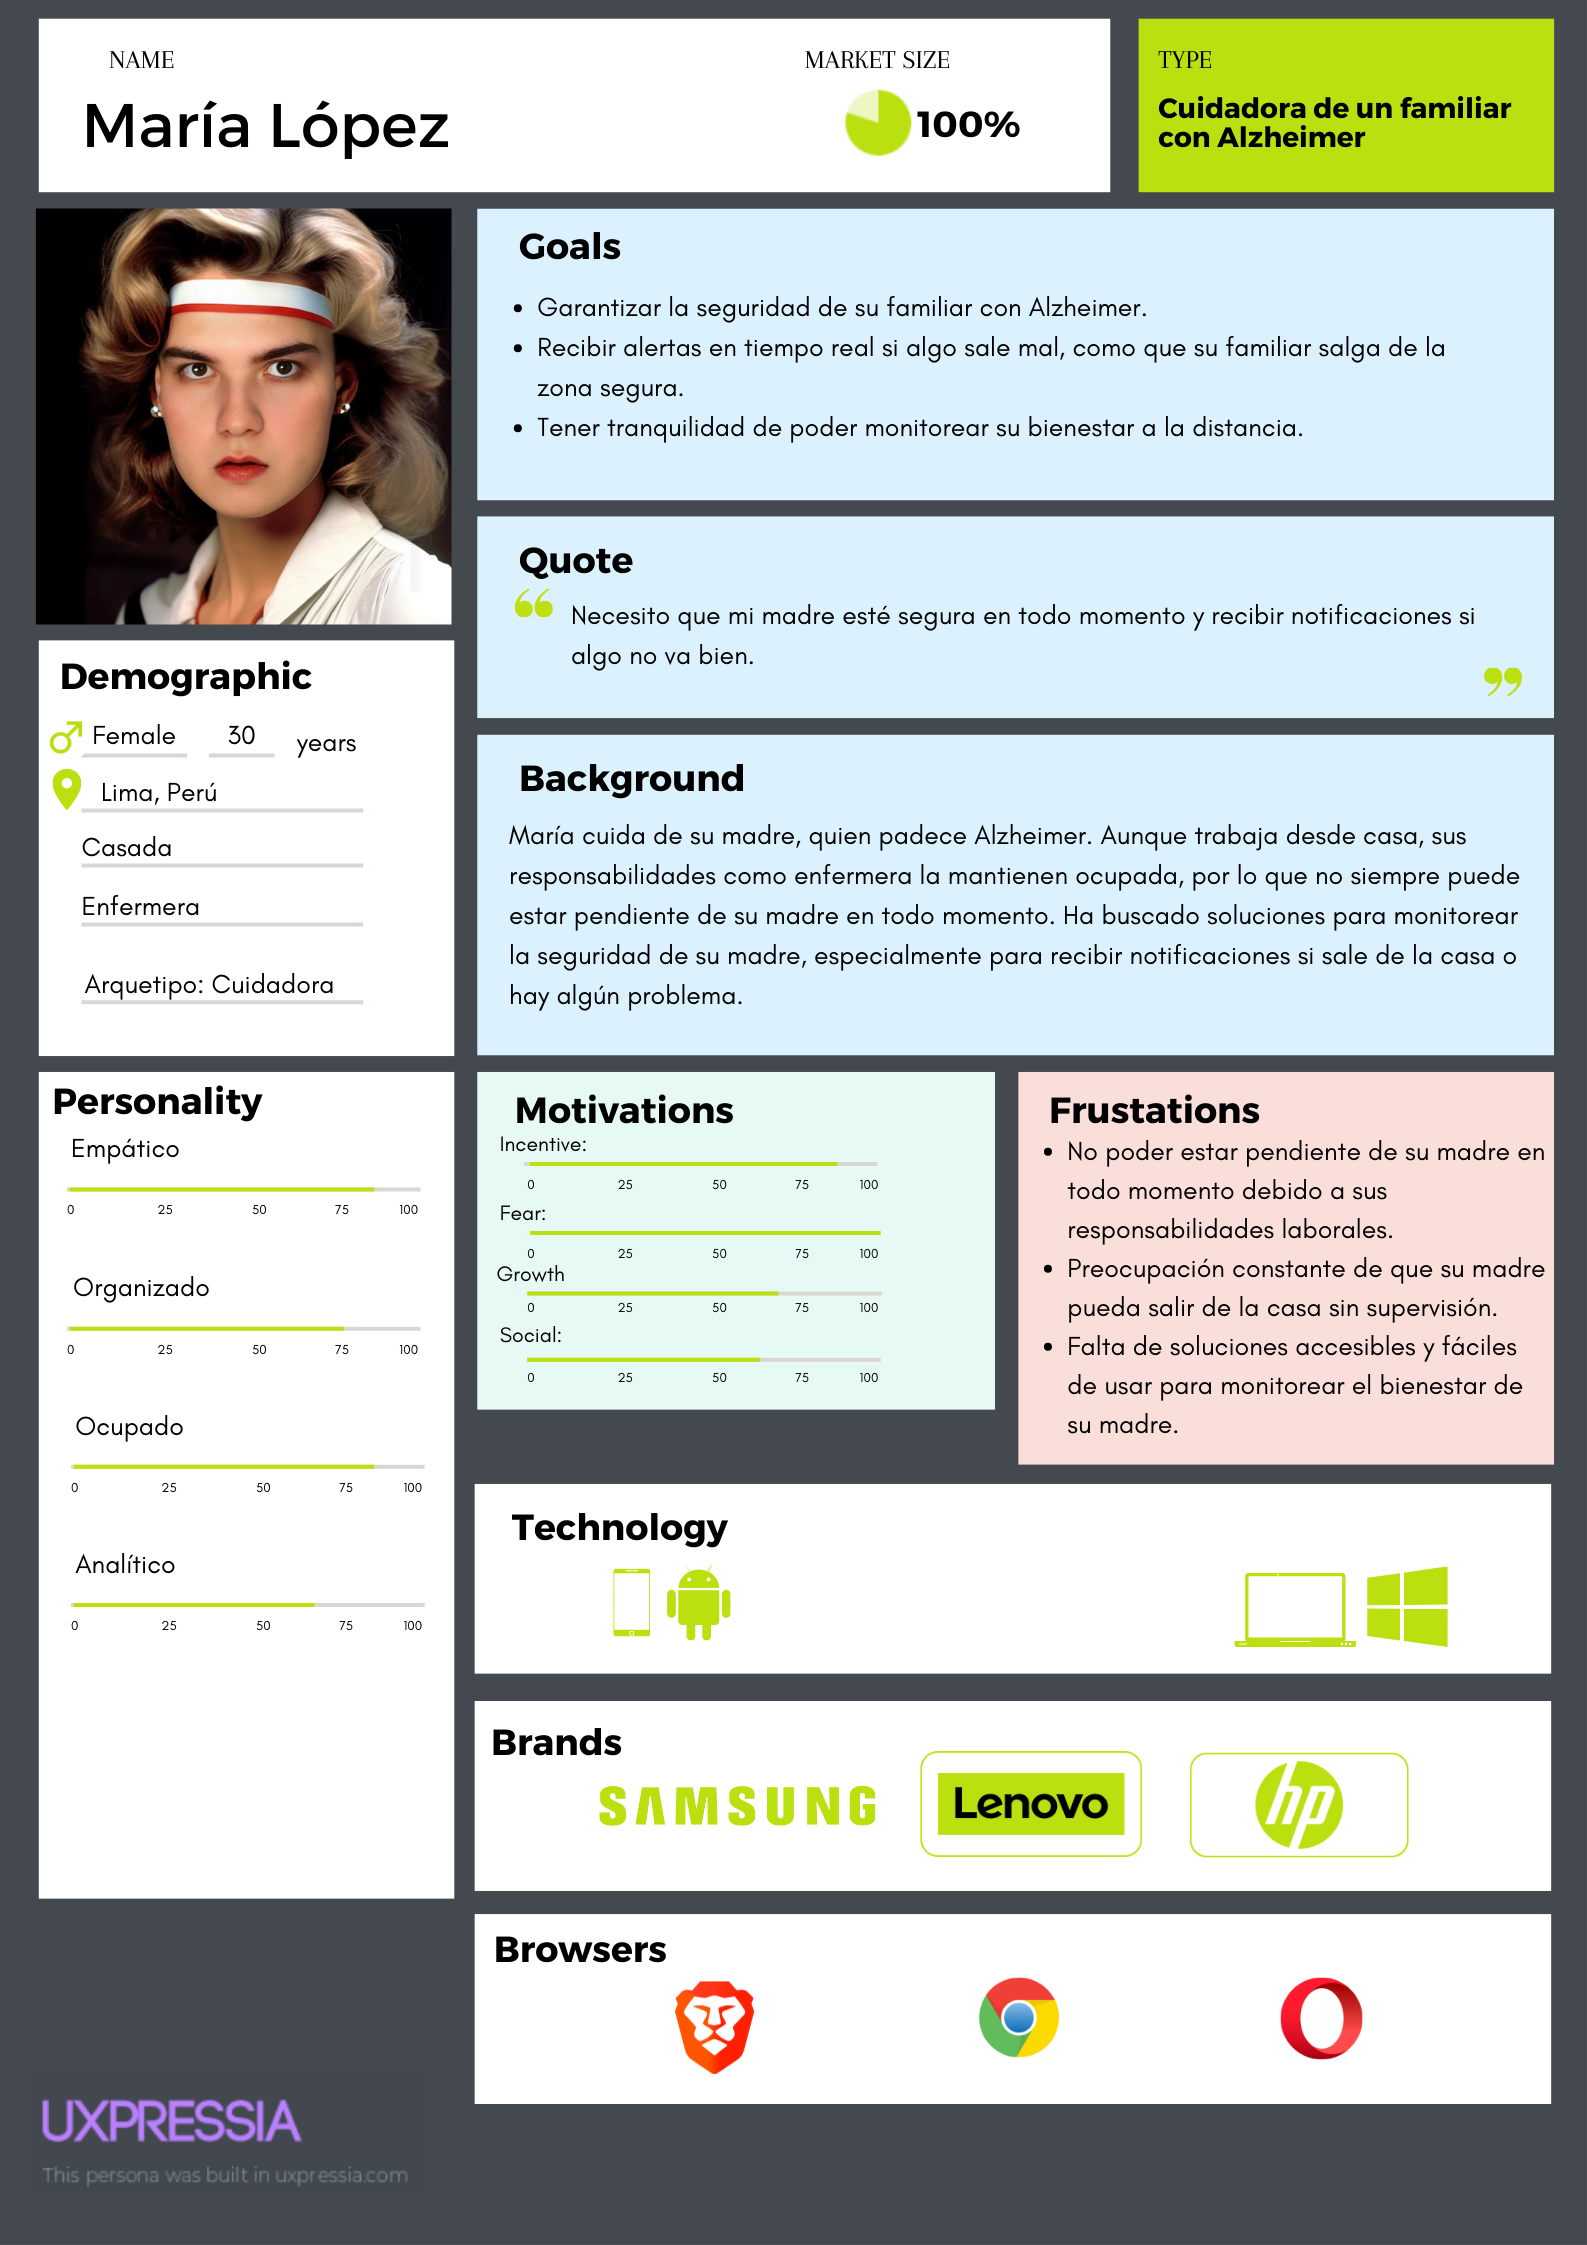 NAME
María López
MARKET SIZE
100%
TYPE
Cuidadora de un familiar
con Alzheimer
Goals
• Garantizar la seguridad de su familiar con Alzheimer.
• Recibir alertas en tiempo real si algo sale mal, como que su familiar salga de la
zona segura.
• Tener tranquilidad de poder monitorear su bienestar a la distancia.
Quote
“ Necesito que mi madre esté segura en todo momento y recibir notificaciones si
algo no va bien.
”
Demographic
Female 30 years
Lima, Perú
Casada
Enfermera
Arquetipo: Cuidadora
Background
María cuida de su madre, quien padece Alzheimer. Aunque trabaja desde casa, sus
responsabilidades como enfermera la mantienen ocupada, por lo que no siempre puede
estar pendiente de su madre en todo momento. Ha buscado soluciones para monitorear
la seguridad de su madre, especialmente para recibir notificaciones si sale de la casa o
hay algún problema.
Personality
Empático
0 25 50 75 100
Organizado
0 25 50 75 100
Ocupado
0 25 50 75 100
Analítico
0 25 50 75 100
Motivations
Incentive:
0 25 50 75 100
Fear:
0 25 50 75 100
Growth
0 25 50 75 100
Social:
0 25 50 75 100
Frustations
• No poder estar pendiente de su madre en
todo momento debido a sus
responsabilidades laborales.
• Preocupación constante de que su madre
pueda salir de la casa sin supervisión.
• Falta de soluciones accesibles y fáciles
de usar para monitorear el bienestar de
su madre.
Technology
Brands
SAMSUNG
Lenovo
hp
Browsers
UXPRESSIA
This persona was built in uxpressia.com